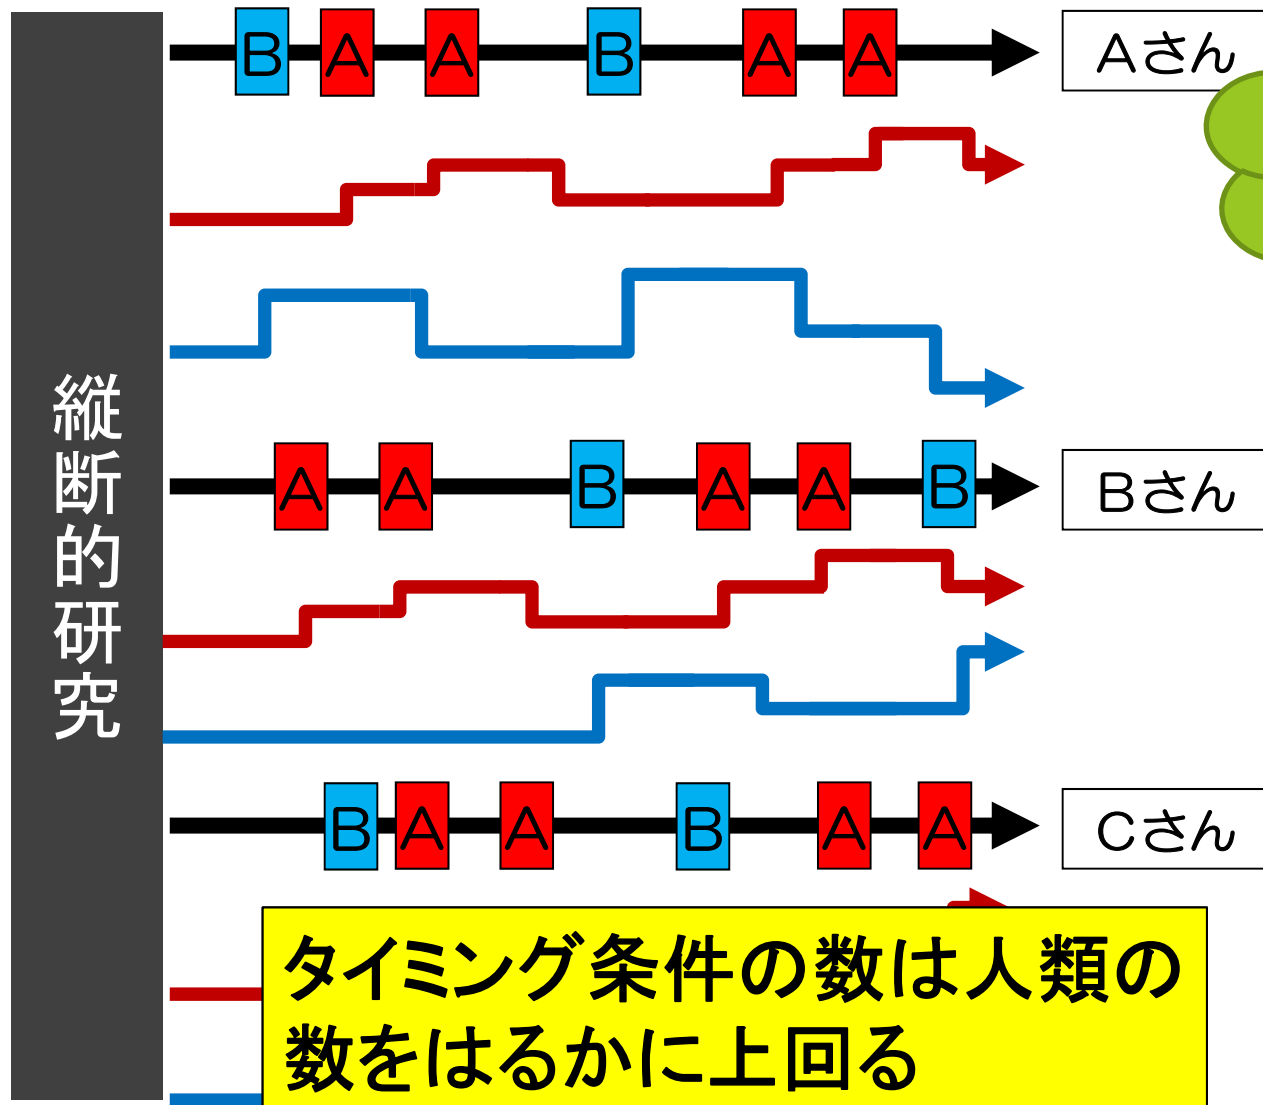 縦断的研究
B A A B A A
Aさん
A A B A A B
Bさん
B A A B A A
Cさん
タイミング条件の数は人類の
数をはるかに上回る